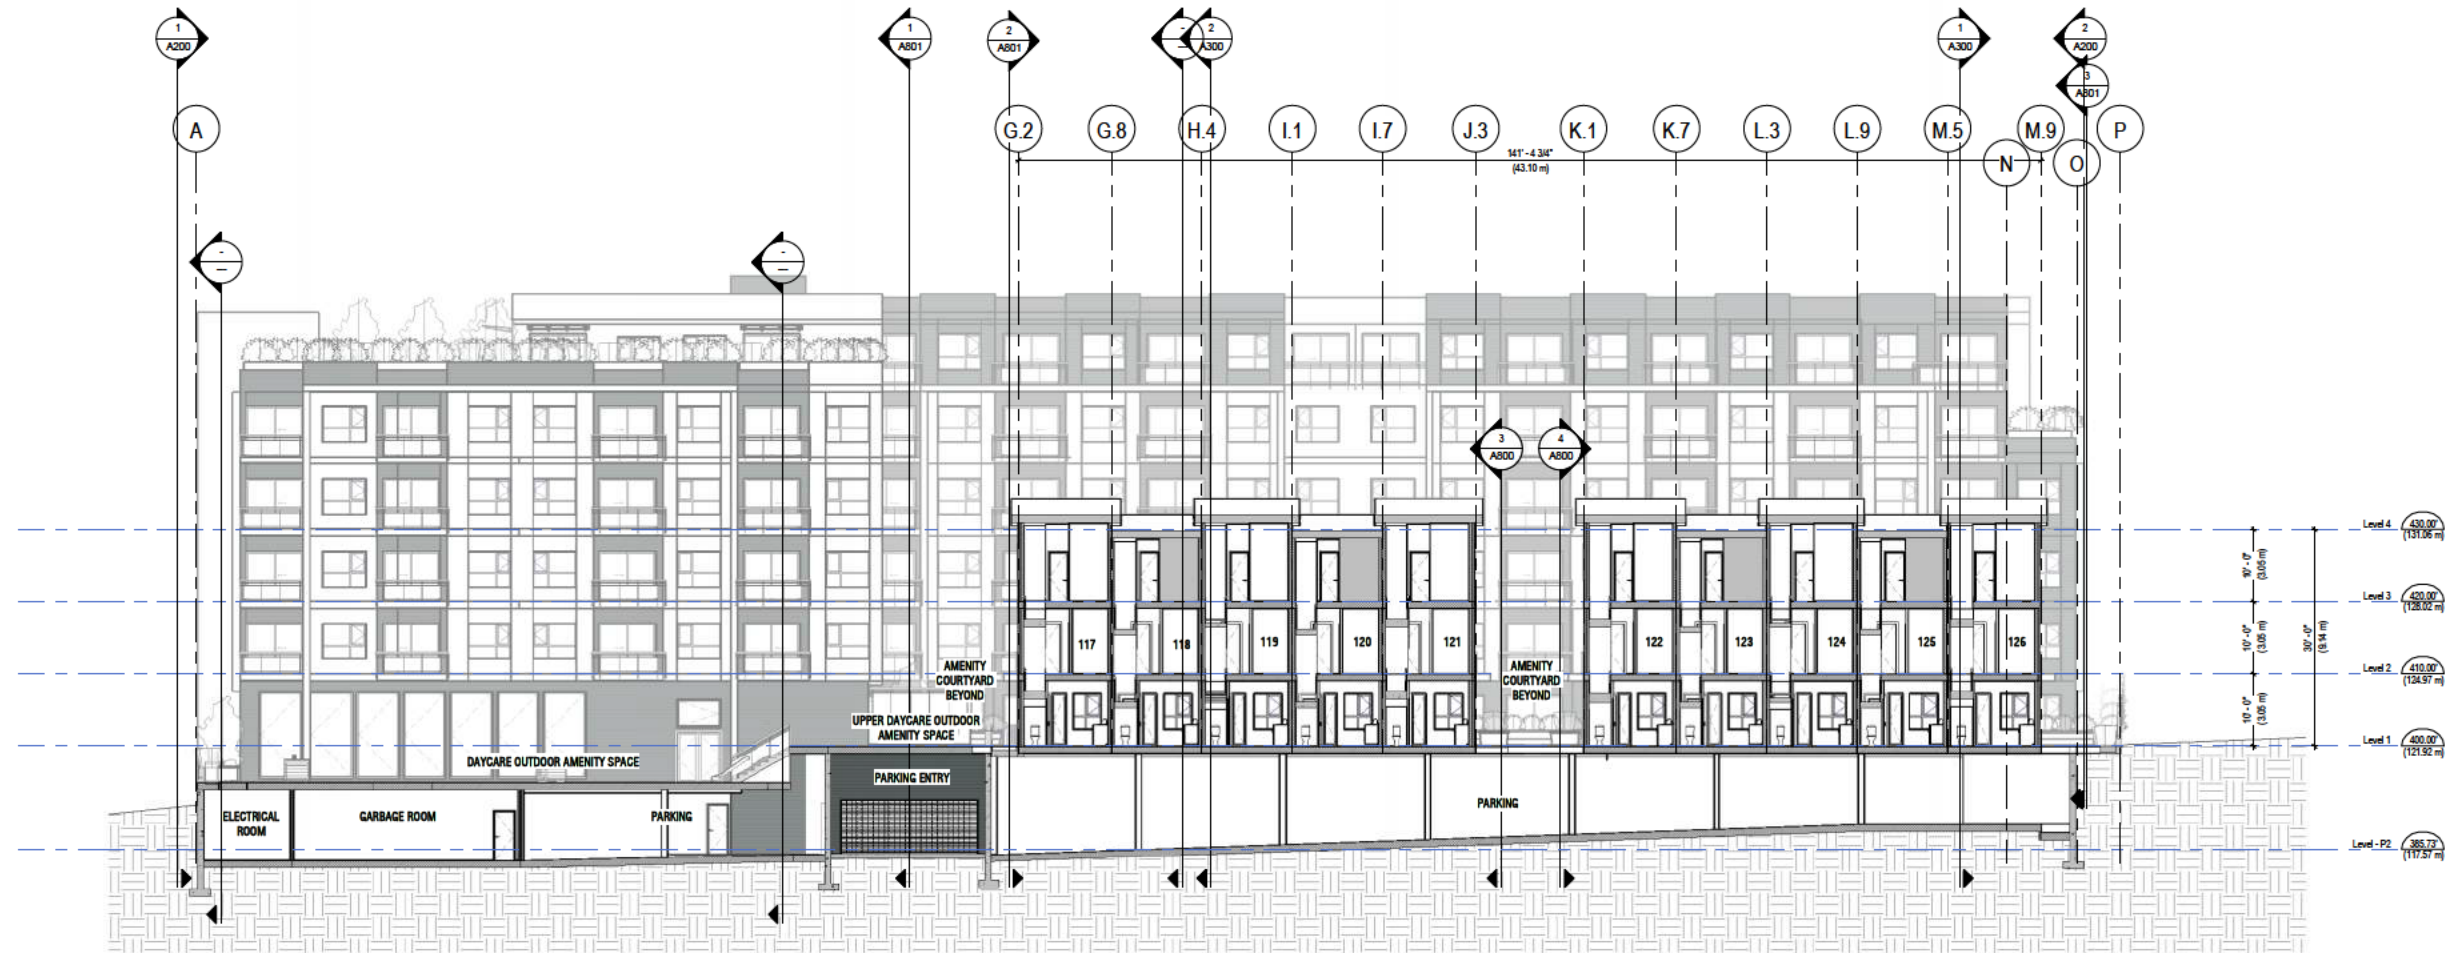 1
A200
1
A801
2
A801
-
—
2
A300
1
A300
2
A200
3
A801
A
G.2
G.8
H.4
I.1
I.7
J.3
K.1
K.7
L.3
L.9
M.5
M.9
P
N
O
141' - 4 3/4"
(43.10 m)
-
—
-
—
3
A800
4
A800
Level 4
430.00'
(131.06 m)
10' - 0"
(3.05 m)
Level 3
420.00'
(128.02 m)
117
118
119
120
121
122
123
124
125
126
10' - 0"
(3.05 m)
30' - 0"
(9.14 m)
AMENITY
COURTYARD
BEYOND
AMENITY
COURTYARD
BEYOND
Level 2
410.00'
(124.97 m)
10' - 0"
(3.05 m)
UPPER DAYCARE OUTDOOR
AMENITY SPACE
Level 1
400.00'
(121.92 m)
DAYCARE OUTDOOR AMENITY SPACE
PARKING ENTRY
ELECTRICAL
ROOM
GARBAGE ROOM
PARKING
PARKING
Level - P2
385.73'
(117.57 m)